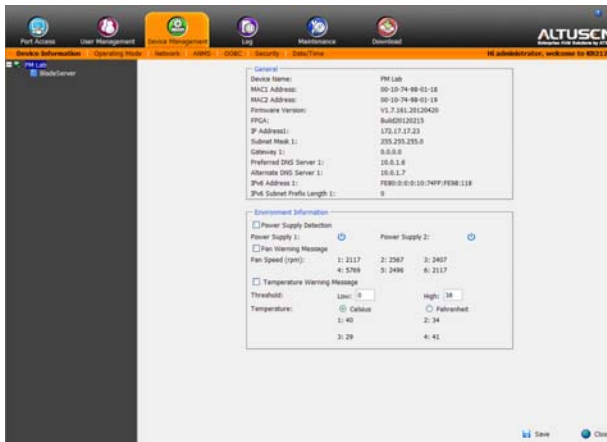 Port Access User Management Device Management Log Maintenance Download
ALTUSCN
Device Information Operating Mode Network ANMS OOBC Security Date/Time
Hi administrator, welcome to KN212
PM Lab
BladeServer
General
Device Name: PM Lab
MAC1 Address: 00-10-74-98-01-18
MAC2 Address: 00-10-74-98-01-19
Firmware Version: V1.7.161.20120420
FPGA: Build20120215
IP Address1: 172.17.17.23
Subnet Mask 1: 255.255.255.0
Gateway 1: 0.0.0.0
Preferred DNS Server 1: 10.0.1.6
Alternate DNS Server 1: 10.0.1.7
IPv6 Address 1: FE80:0:0:0:10:74FF:FE98:118
IPv6 Subnet Prefix Length 1: 0
Environment Information
Power Supply Detection
Power Supply 1: Power Supply 2:
Fan Warning Message
Fan Speed (rpm): 1: 2117 2: 2567 3: 2407
4: 5769 5: 2496 6: 2117
Temperature Warning Message
Threshold: Low: 0 High: 38
Temperature: Celsius Fahrenheit
1: 40 2: 34
3: 29 4: 41
Save Clos